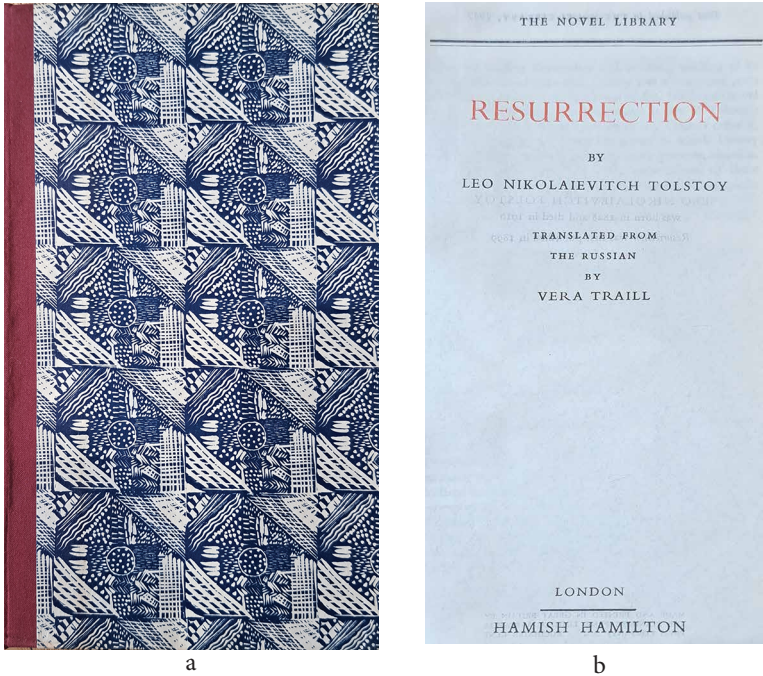 THE NOVEL LIBRARY
RESURRECTION
BY
LEO NIKOLAIEVITCH TOLSTOY
TRANSLATED FROM
THE RUSSIAN
BY
VERA TRAILL
LONDON
HAMISH HAMILTON
a
b